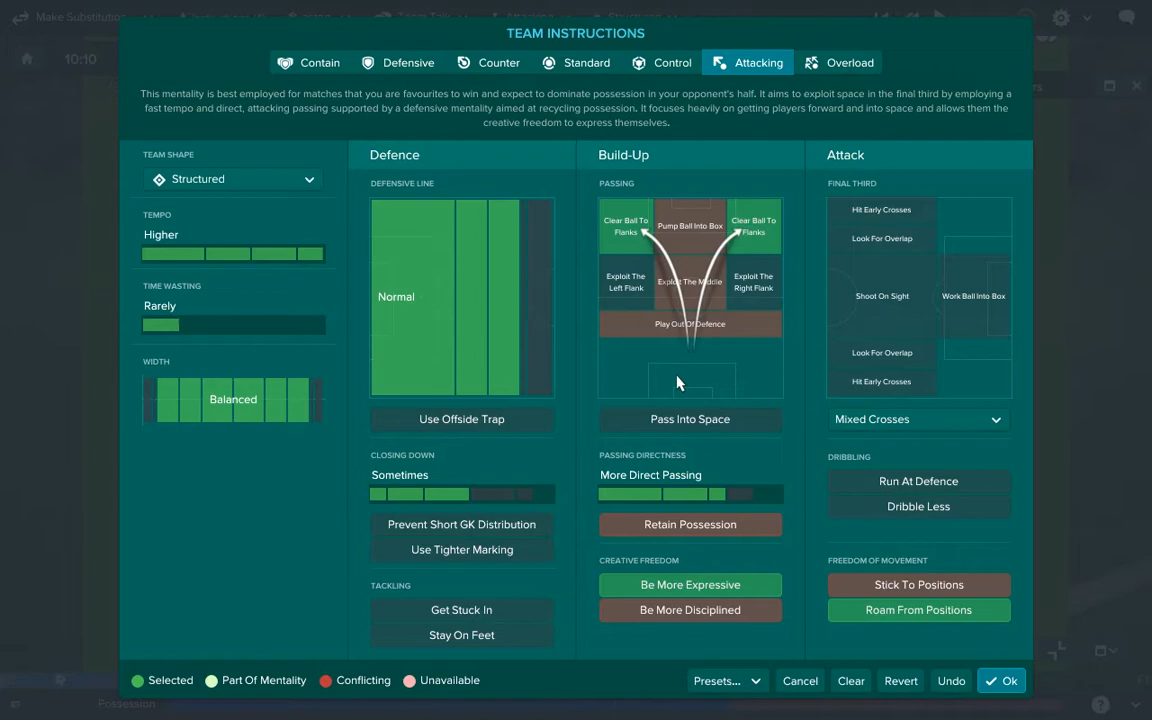 Make Substitu
10:10
TEAM INSTRUCTIONS
Contain
Defensive
Counter
Standard
Control
Attacking
Overload
This mentality is best employed for matches that you are favourites to win and expect to dominate possession in your opponent's half. It aims to exploit space in the final third by employing a
fast tempo and direct, attacking passing supported by a defensive mentality aimed at recycling possession. It focuses heavily on getting players forward and into space and allows them the
creative freedom to express themselves.
TEAM SHAPE
Structured
TEMPO
Higher
TIME WASTING
Rarely
WIDTH
Balanced
Defence
DEFENSIVE LINE
Normal
Use Offside Trap
CLOSING DOWN
Sometimes
Prevent Short GK Distribution
Use Tighter Marking
TACKLING
Get Stuck In
Stay On Feet
Build-Up
PASSING
Clear Ball To
Flanks
Pump Ball Into Box
Clear Ball To
Flanks
Exploit The
Left Flank
Exploit The Middle
Exploit The
Right Flank
Play Out Of Defence
Pass Into Space
PASSING DIRECTNESS
More Direct Passing
Retain Possession
CREATIVE FREEDOM
Be More Expressive
Be More Disciplined
Attack
FINAL THIRD
Hit Early Crosses
Look For Overlap
Shoot On Sight
Work Ball Into Box
Look For Overlap
Hit Early Crosses
Mixed Crosses
DRIBBLING
Run At Defence
Dribble Less
FREEDOM OF MOVEMENT
Stick To Positions
Roam From Positions
Selected
Part Of Mentality
Conflicting
Unavailable
Presets...
Cancel
Clear
Revert
Undo
Ok
Possession